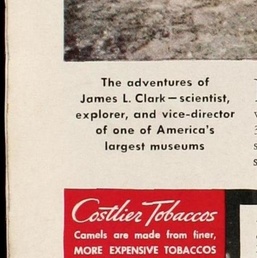 The adventures of
James L. Clark—scientist,
explorer, and vice-director
of one of America's
largest museums
Costlier Tobaccos
Camels are made from finer,
MORE EXPENSIVE TOBACCOS